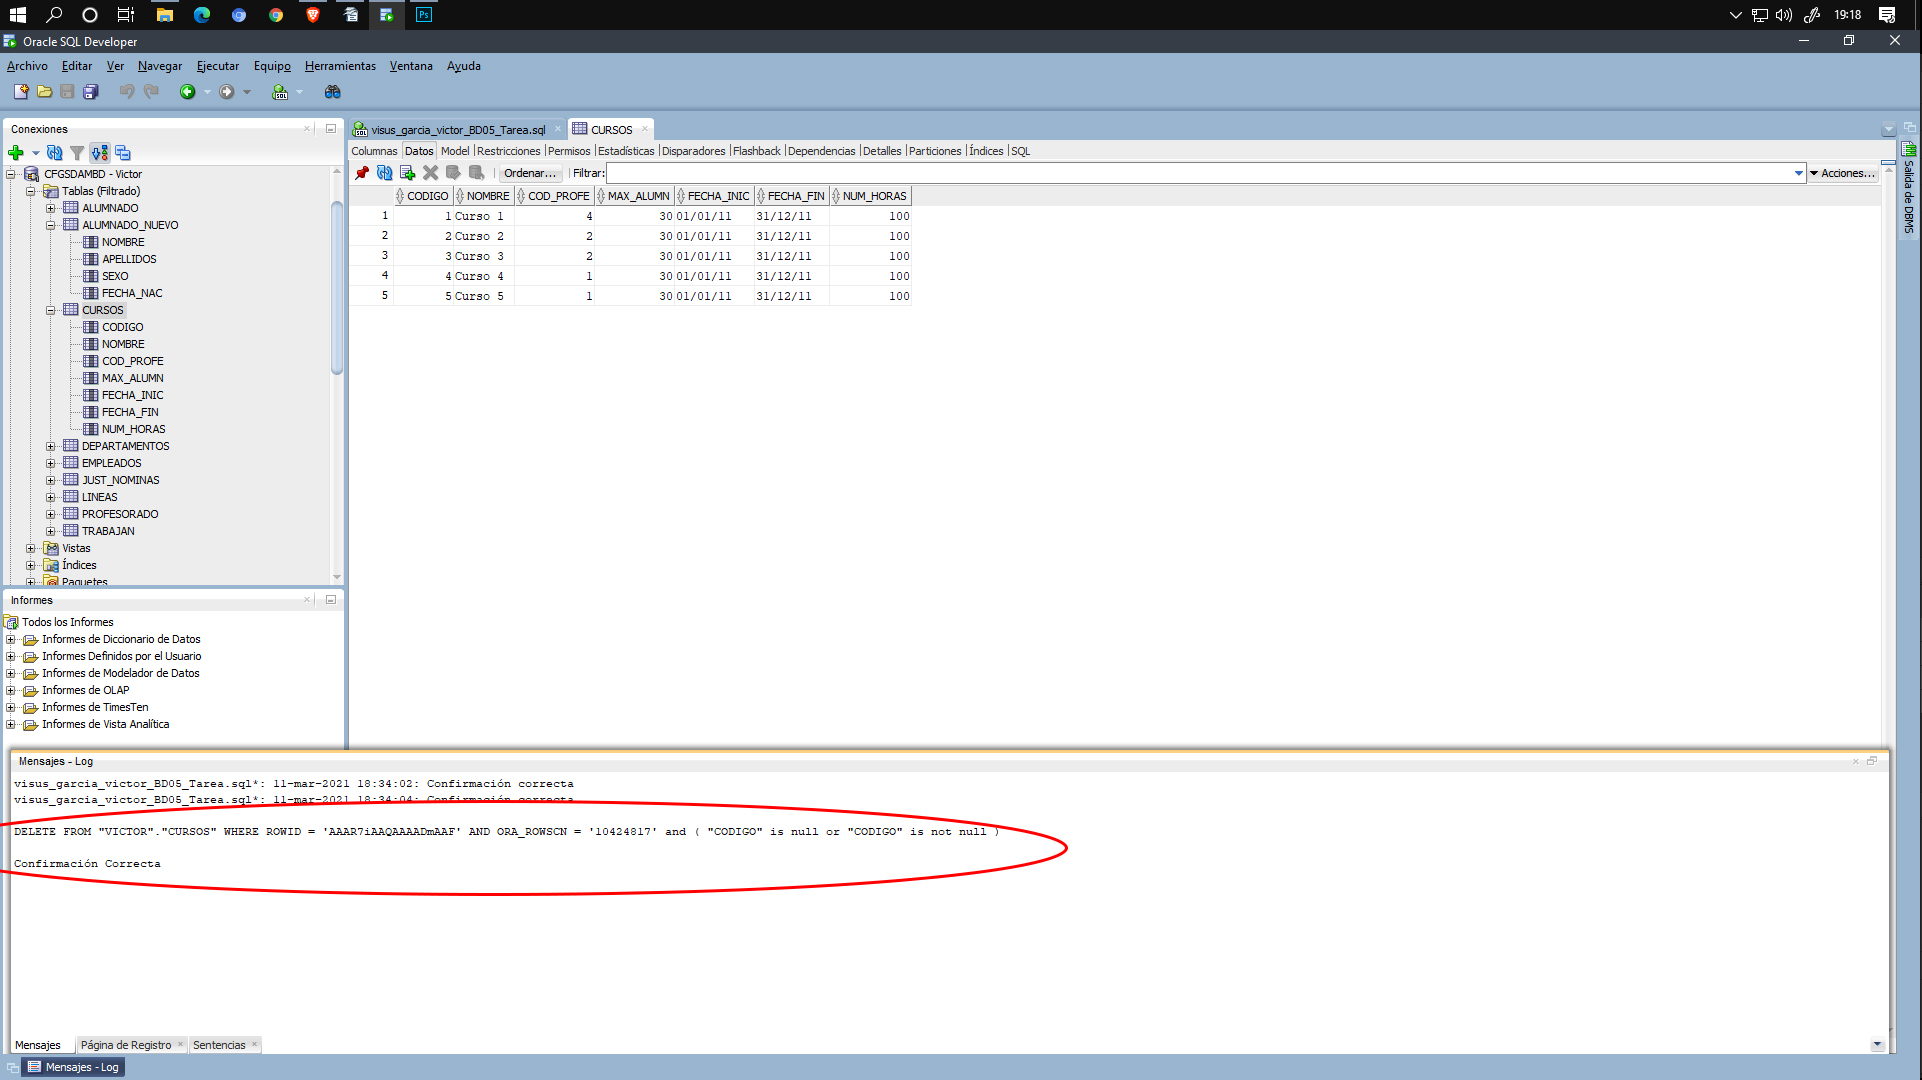 Ps
19:18
Oracle SQL Developer
Archivo Editar Ver Navegar Ejecutar Equipo Herramientas Ventana Ayuda
SQL
Conexiones
CFGSDAMBD - Victor
Tablas (Filtrado)
ALUMNADO
ALUMNADO_NUEVO
NOMBRE
APELLIDOS
SEXO
FECHA_NAC
CURSOS
CODIGO
NOMBRE
COD_PROFE
MAX_ALUMN
FECHA_INIC
FECHA_FIN
NUM_HORAS
DEPARTAMENTOS
EMPLEADOS
JUST_NOMINAS
LINEAS
PROFESORADO
TRABAJAN
Vistas
Índices
Paquetes
Informes
Todos los Informes
Informes de Diccionario de Datos
Informes Definidos por el Usuario
Informes de Modelador de Datos
Informes de OLAP
Informes de TimesTen
Informes de Vista Analítica
visus_garcia_victor_BD05_Tarea.sql CURSOS
Columnas Datos Model Restricciones Permisos Estadísticas Disparadores Flashback Dependencias Detalles Particiones Índices SQL
Ordenar... Filtrar: Acciones...
CODIGO NOMBRE COD_PROFE MAX_ALUMN FECHA_INIC FECHA_FIN NUM_HORAS
1 1 Curso 1 4 30 01/01/11 31/12/11 100
2 2 Curso 2 2 30 01/01/11 31/12/11 100
3 3 Curso 3 2 30 01/01/11 31/12/11 100
4 4 Curso 4 1 30 01/01/11 31/12/11 100
5 5 Curso 5 1 30 01/01/11 31/12/11 100
Salida de DBMS
Mensajes - Log
visus_garcia_victor_BD05_Tarea.sql*: 11-mar-2021 18:34:02: Confirmación correcta
visus_garcia_victor_BD05_Tarea.sql*: 11-mar-2021 18:34:04: Confirmación correcta
DELETE FROM "VICTOR"."CURSOS" WHERE ROWID = 'AAAR7iAAQAAAADmAAF' AND ORA_ROWSCN = '10424817' and ( "CODIGO" is null or "CODIGO" is not null )
Confirmación Correcta
Mensajes Página de Registro Sentencias
Mensajes - Log